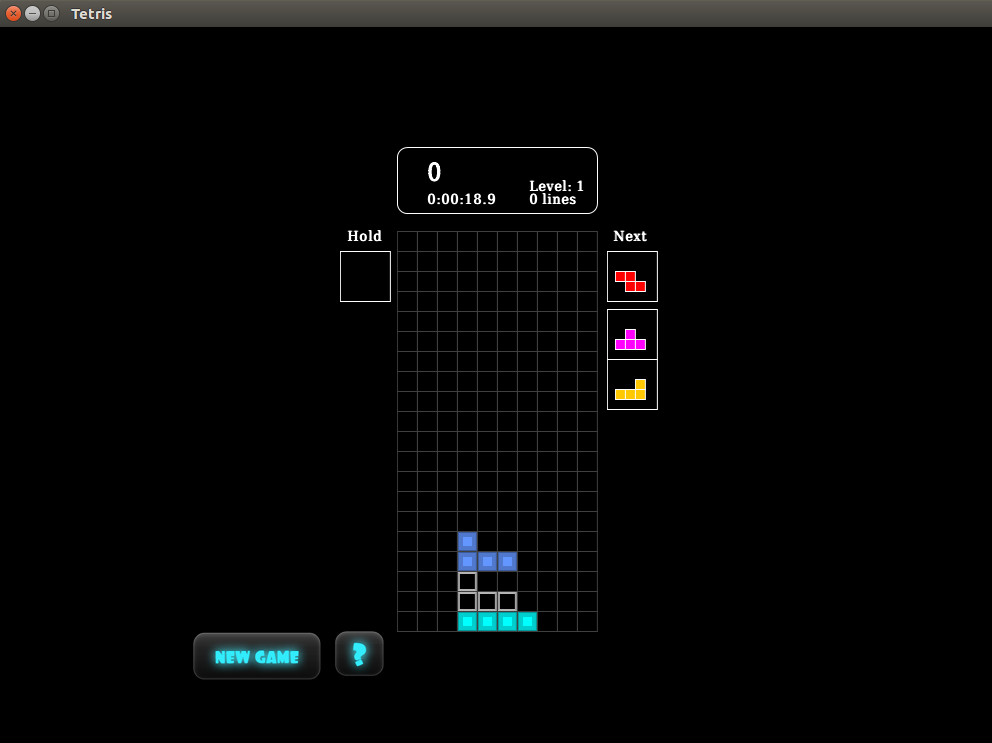 Tetris
0
0:00:18.9
Level: 1
0 lines
Hold
Next
NEW GAME
?